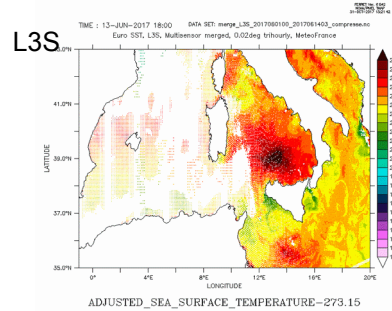 L3S
TIME : 13-JUN-2017 18:00 DATA SET: merge_L3S_2017060100_2017061403_compresse.nc
Euro SST, L3S, Multisensor merged, 0.02deg trihourly, MeteoFrance
41.0°N
39.0°N
37.0°N
35.0°N
LATITUDE
0° 4°E 8°E 12°E 16°E 20°E
LONGITUDE
ADJUSTED_SEA_SURFACE_TEMPERATURE-273.15